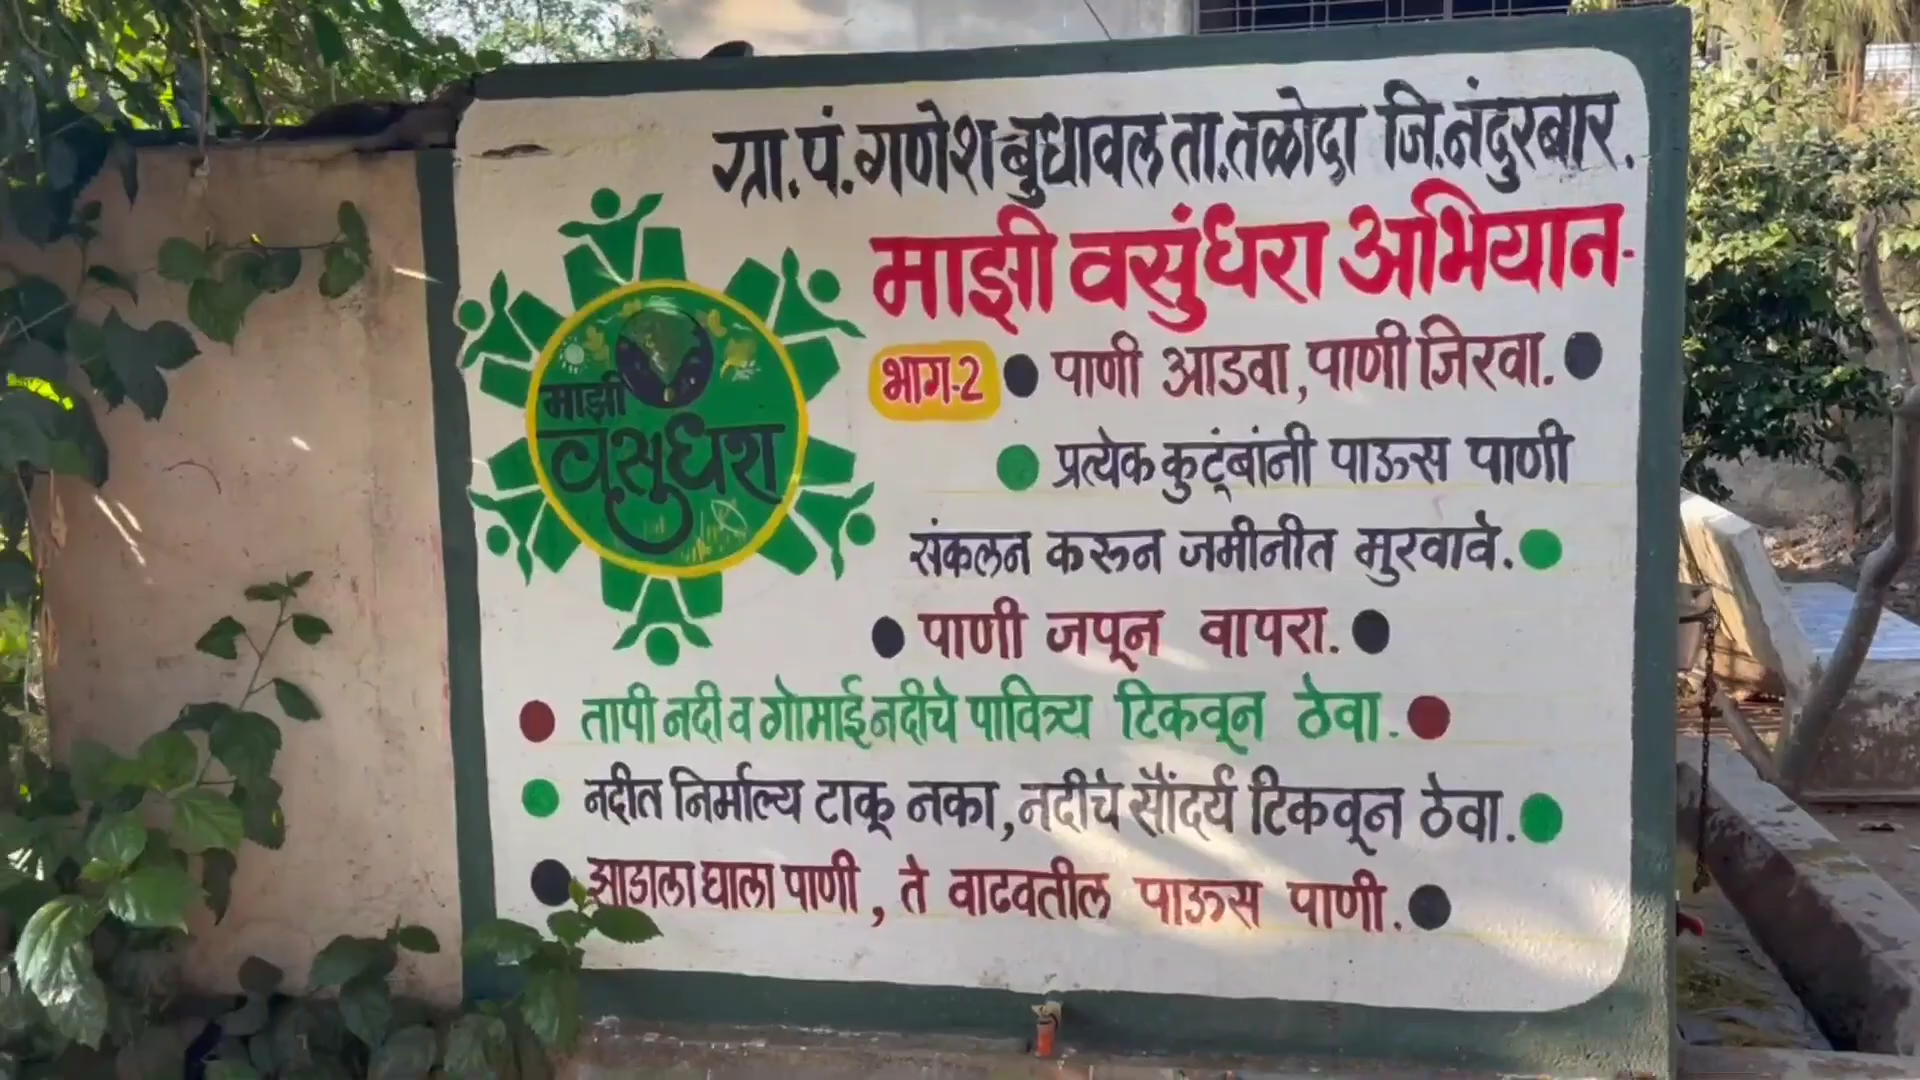 ग्रा.पं.गणेश बुधावल ता.तळोदा जि.नंदुरबार.
माझी वसुंधरा अभियान-
भाग-2 ● पाणी आडवा, पाणी जिरवा. ●
● प्रत्येक कुटूंबांनी पाऊस पाणी
संकलन करून जमीनीत मुरवावे. ●
माझी
वसुंधरा
● पाणी जपून वापरा. ●
● तापी नदी व गोमाई नदीचे पावित्र्य टिकवून ठेवा. ●
● नदीत निर्माल्य टाकू नका, नदीचे सौंदर्य टिकवून ठेवा. ●
● झाडाला घाला पाणी, ते वाढवतील पाऊस पाणी. ●